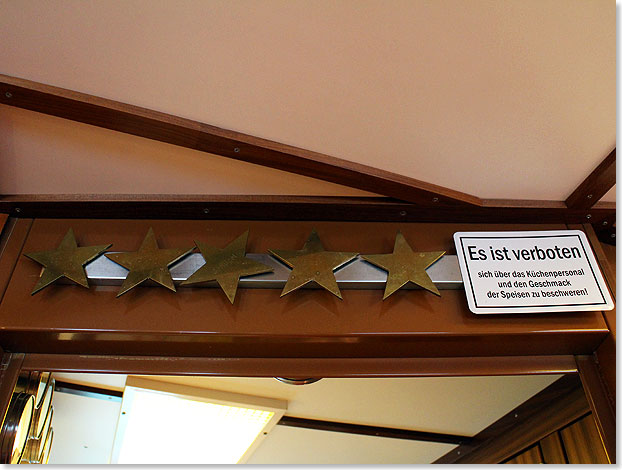 Es ist verboten
sich über das Küchenpersonal
und den Geschmack
der Speisen zu beschweren!